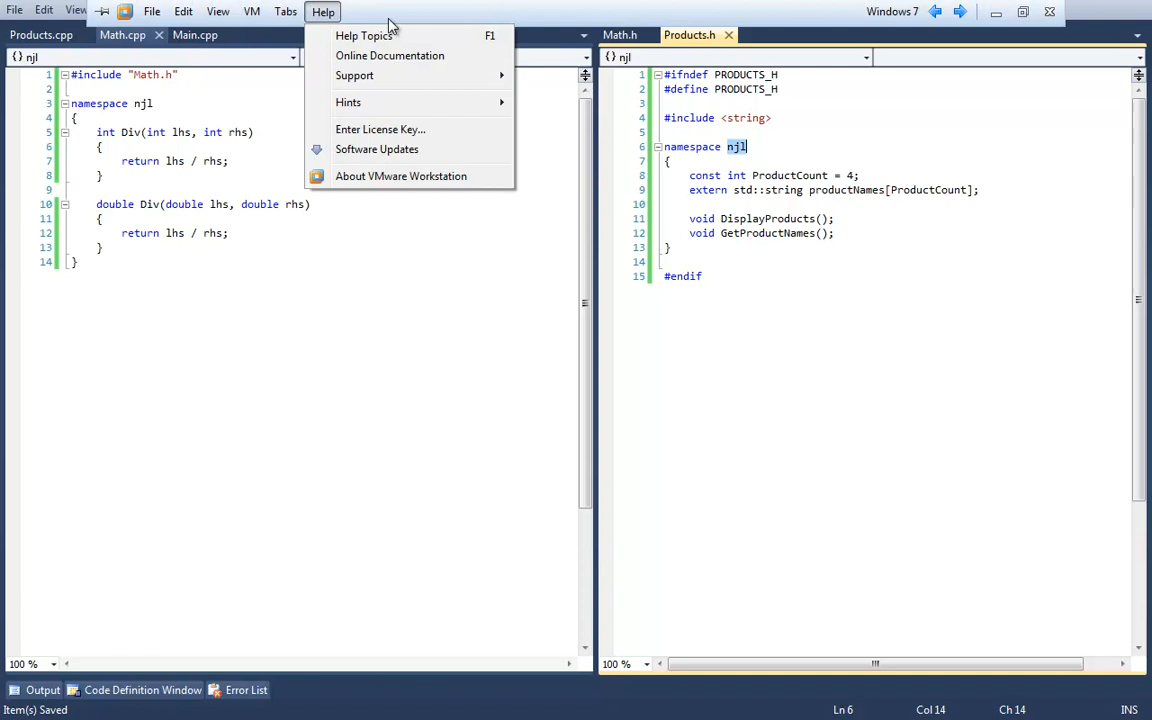 File Edit View File Edit View VM Tabs Help Windows 7
Products.cpp Math.cpp Main.cpp Math.h Products.h
{ } njl
{ } njl
Help Topics F1
Online Documentation
Support
Hints
Enter License Key...
Software Updates
About VMware Workstation
1 #include "Math.h"
2
3 namespace njl
4 {
5 int Div(int lhs, int rhs)
6 {
7 return lhs / rhs;
8 }
9
10 double Div(double lhs, double rhs)
11 {
12 return lhs / rhs;
13 }
14 }
1 #ifndef PRODUCTS_H
2 #define PRODUCTS_H
3
4 #include <string>
5
6 namespace njl
7 {
8 const int ProductCount = 4;
9 extern std::string productNames[ProductCount];
10
11 void DisplayProducts();
12 void GetProductNames();
13 }
14
15 #endif
100 %
100 %
Output Code Definition Window Error List
Item(s) Saved Ln 6 Col 14 Ch 14 INS